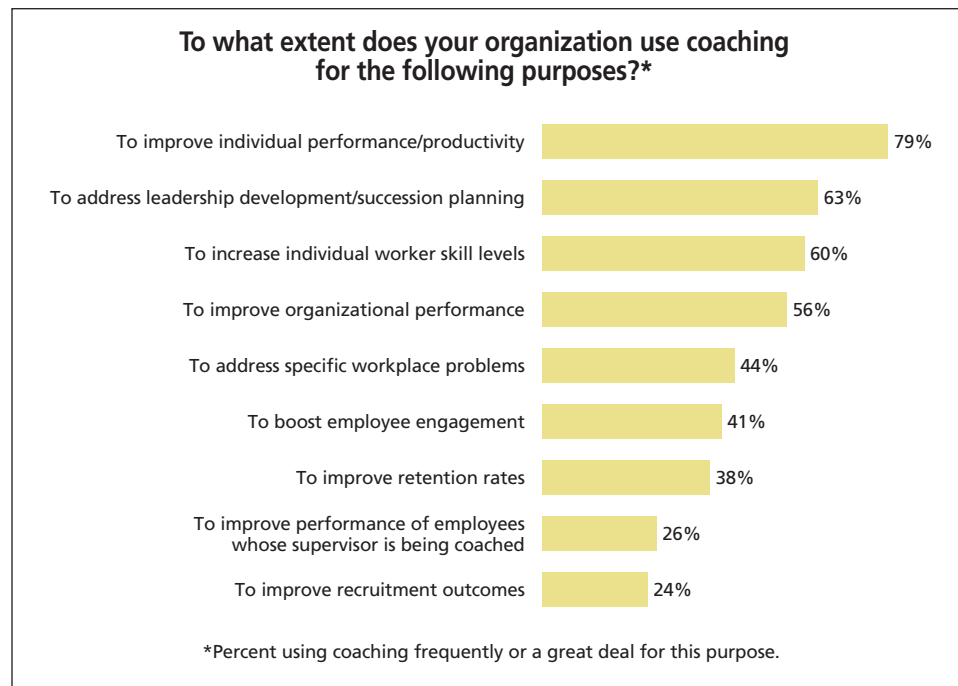 To what extent does your organization use coaching
for the following purposes?*
To improve individual performance/productivity 79%
To address leadership development/succession planning 63%
To increase individual worker skill levels 60%
To improve organizational performance 56%
To address specific workplace problems 44%
To boost employee engagement 41%
To improve retention rates 38%
To improve performance of employees
whose supervisor is being coached 26%
To improve recruitment outcomes 24%
*Percent using coaching frequently or a great deal for this purpose.